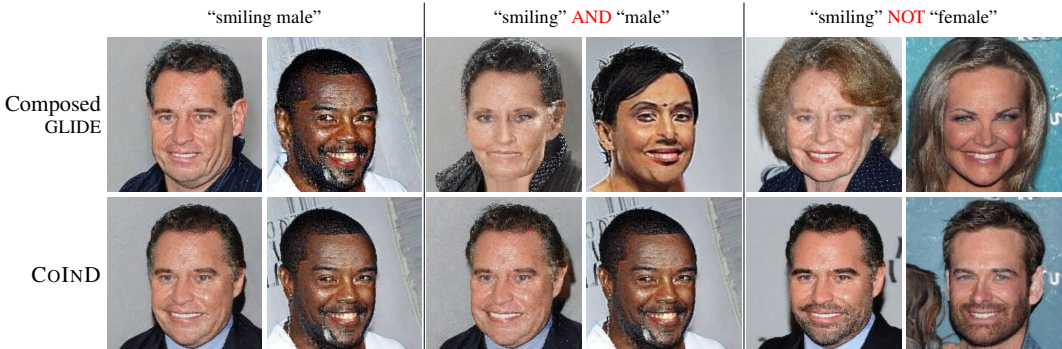 “smiling male”
“smiling” AND “male”
“smiling” NOT “female”
Composed
GLIDE
COIND